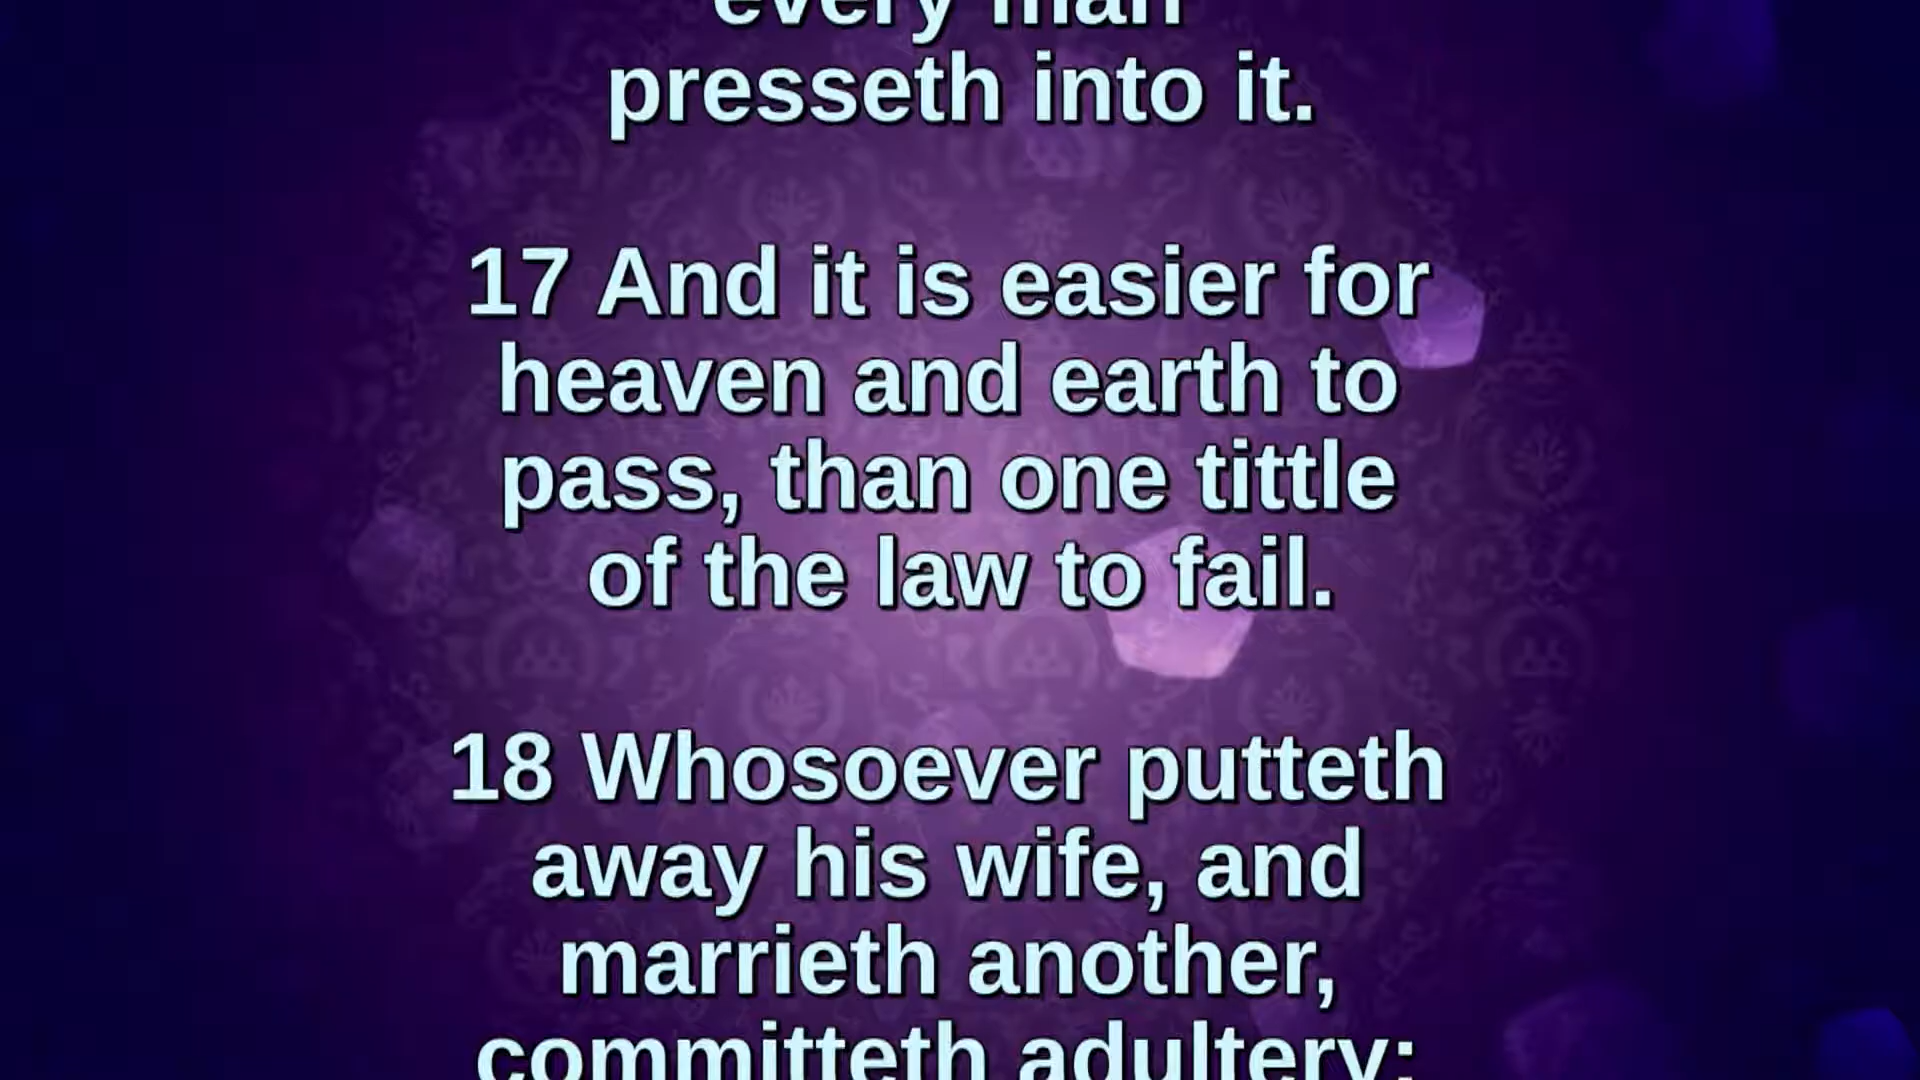 every man
presseth into it.
17 And it is easier for
heaven and earth to
pass, than one tittle
of the law to fail.
18 Whosoever putteth
away his wife, and
marrieth another,
committeth adultery: